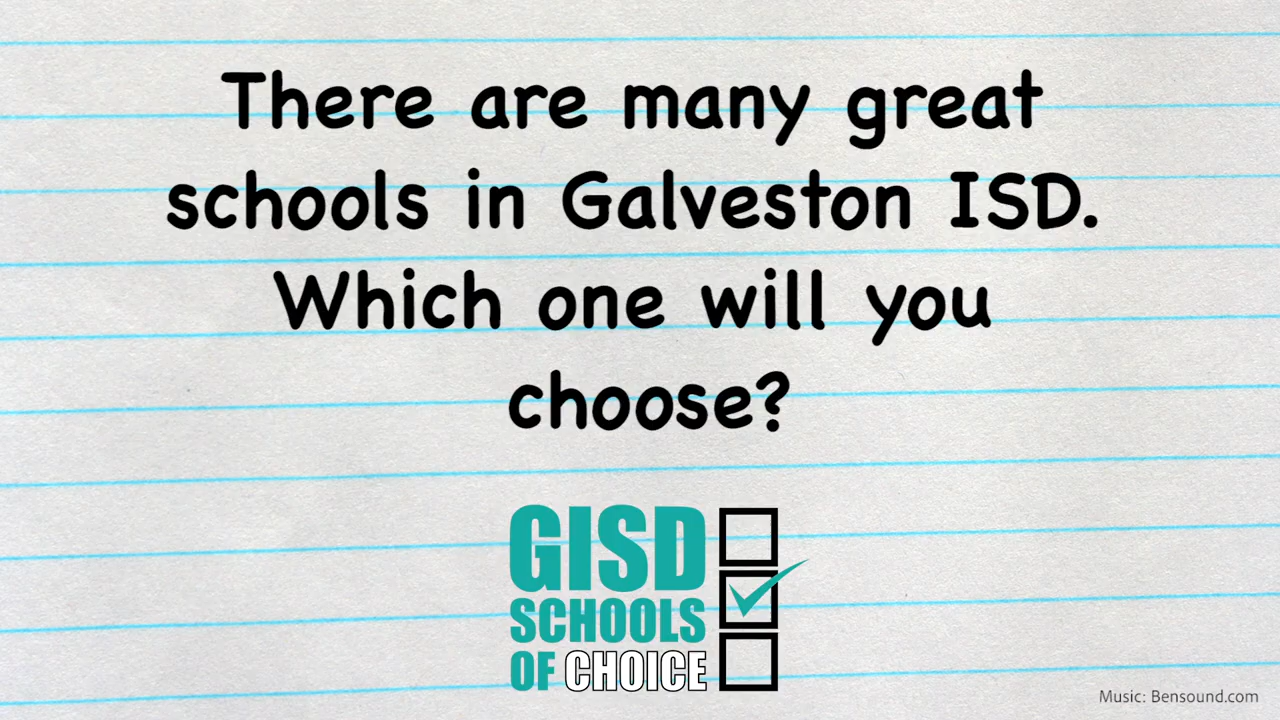 There are many great
schools in Galveston ISD.
Which one will you
choose?
GISD
SCHOOLS
OF CHOICE
Music: Bensound.com